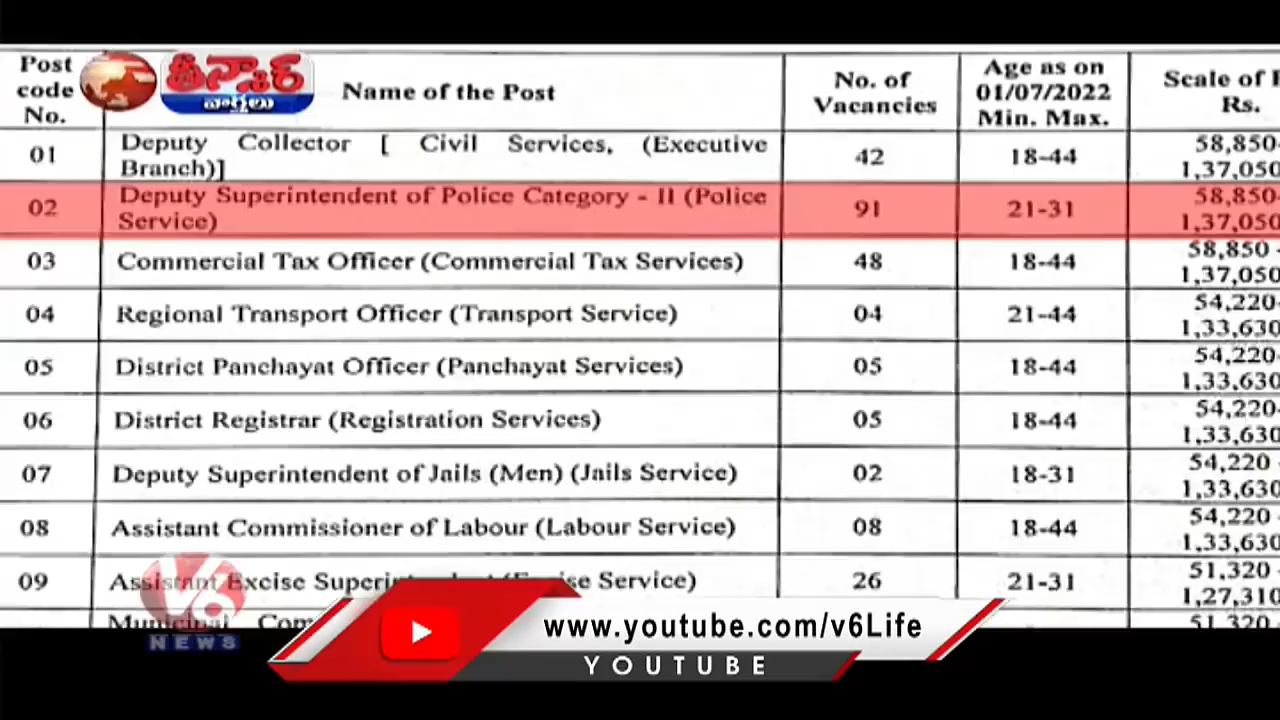 Post
code
No.
తీన్మార్
వార్తలు
Name of the Post
No. of
Vacancies
Age as on
01/07/2022
Min. Max.
Scale of
Rs.
01
Deputy Collector [ Civil Services, (Executive
Branch)]
42
18-44
58,850-
1,37,050
02
Deputy Superintendent of Police Category - II (Police
Service)
91
21-31
58,850-
1,37,050
03
Commercial Tax Officer (Commercial Tax Services)
48
18-44
58,850 -
1,37,050
04
Regional Transport Officer (Transport Service)
04
21-44
54,220-
1,33,630
05
District Panchayat Officer (Panchayat Services)
05
18-44
54,220-
1,33,630
06
District Registrar (Registration Services)
05
18-44
54,220-
1,33,630
07
Deputy Superintendent of Jails (Men) (Jails Service)
02
18-31
54,220 -
1,33,630
08
Assistant Commissioner of Labour (Labour Service)
08
18-44
54,220 -
1,33,630
09
Assistant Excise Superintendent (Excise Service)
26
21-31
51,320 -
1,27,310
Municipal
51,320 -
V6
NEWS
www.youtube.com/v6Life
YOUTUBE